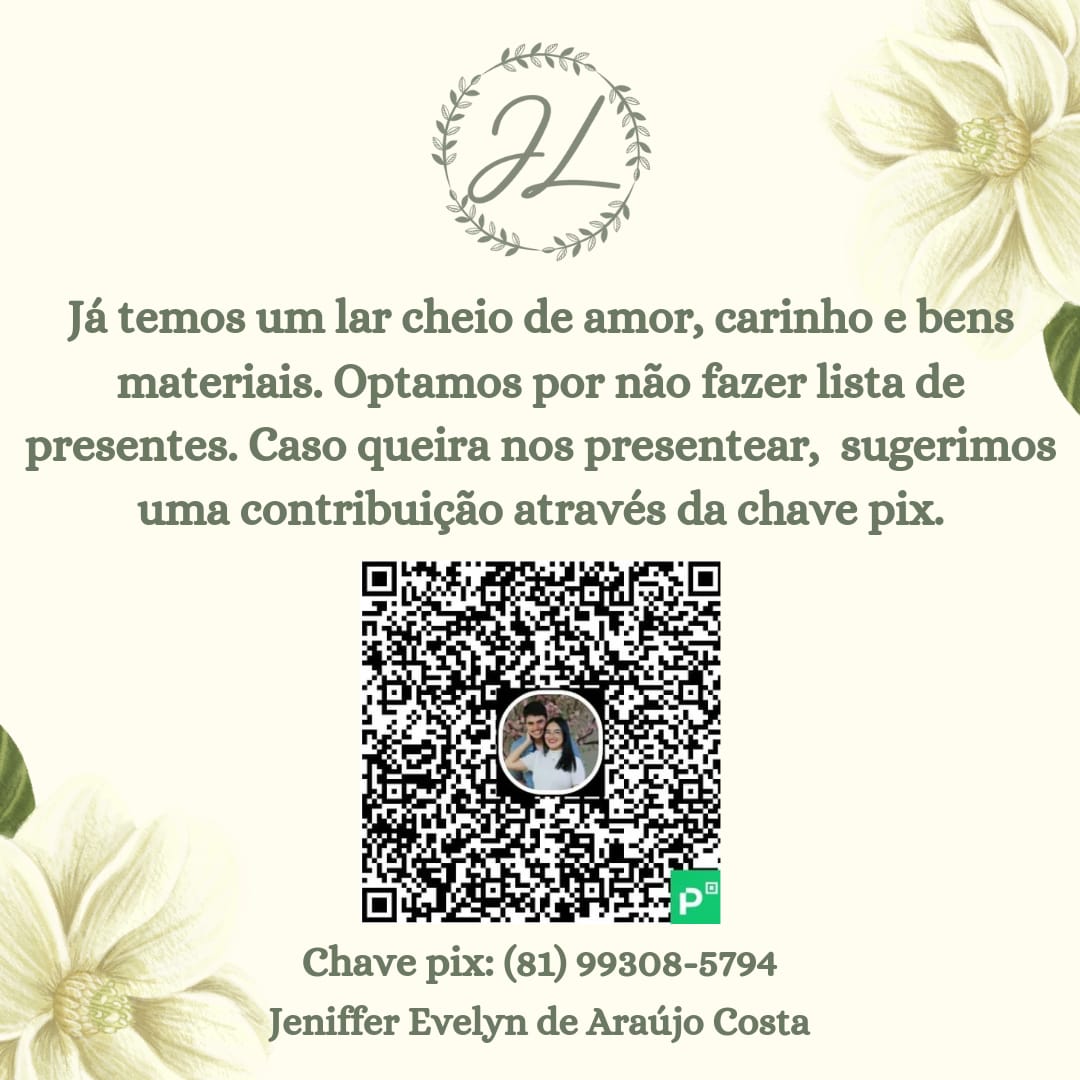 JL
Já temos um lar cheio de amor, carinho e bens
materiais. Optamos por não fazer lista de
presentes. Caso queira nos presentear,  sugerimos
uma contribuição através da chave pix.
P
Chave pix: (81) 99308-5794
Jeniffer Evelyn de Araújo Costa